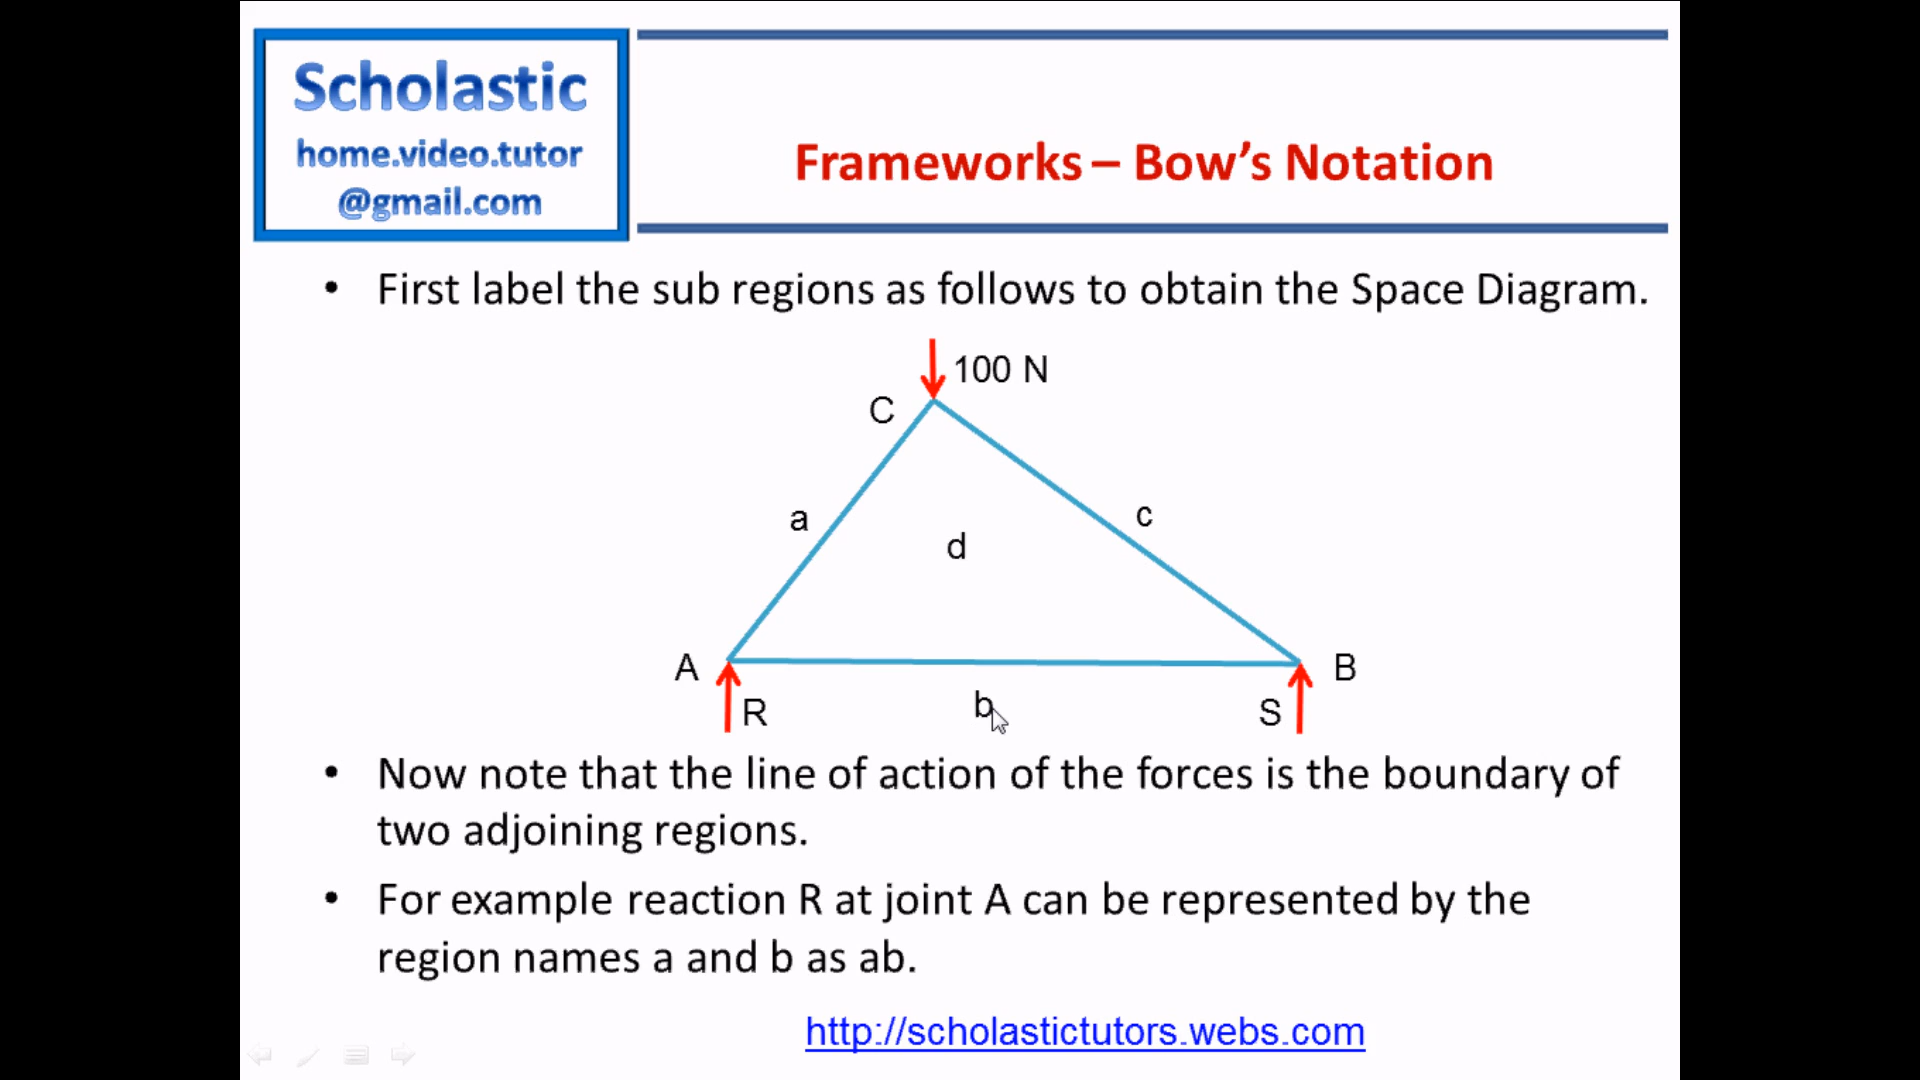 Scholastic
home.video.tutor
@gmail.com
Frameworks – Bow’s Notation
• First label the sub regions as follows to obtain the Space Diagram.
100 N
C
a
c
d
A
B
R
b
S
• Now note that the line of action of the forces is the boundary of
two adjoining regions.
• For example reaction R at joint A can be represented by the
region names a and b as ab.
http://scholastictutors.webs.com